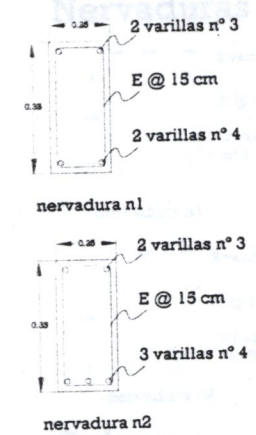 0.25
2 varillas nº 3
E @ 15 cm
0.33
2 varillas nº 4
nervadura n1
0.25
2 varillas nº 3
E @ 15 cm
0.33
3 varillas nº 4
nervadura n2